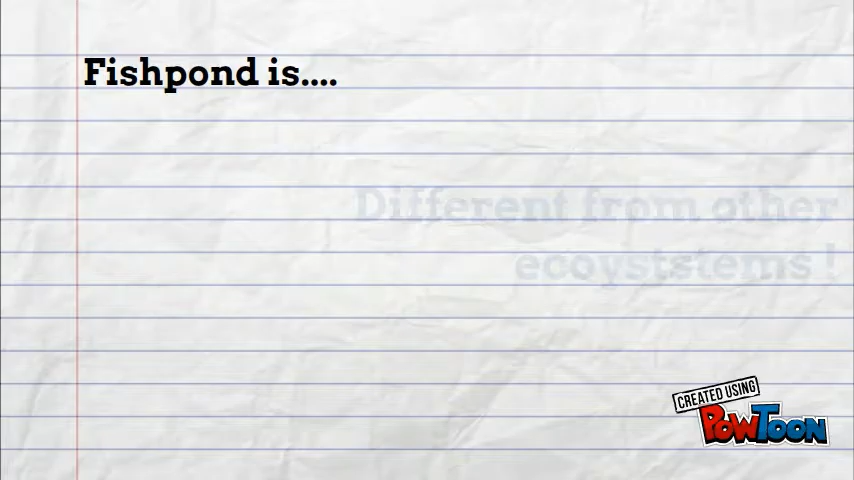 Fishpond is....
Different from other
ecoyststems !
CREATED USING
POWTOON